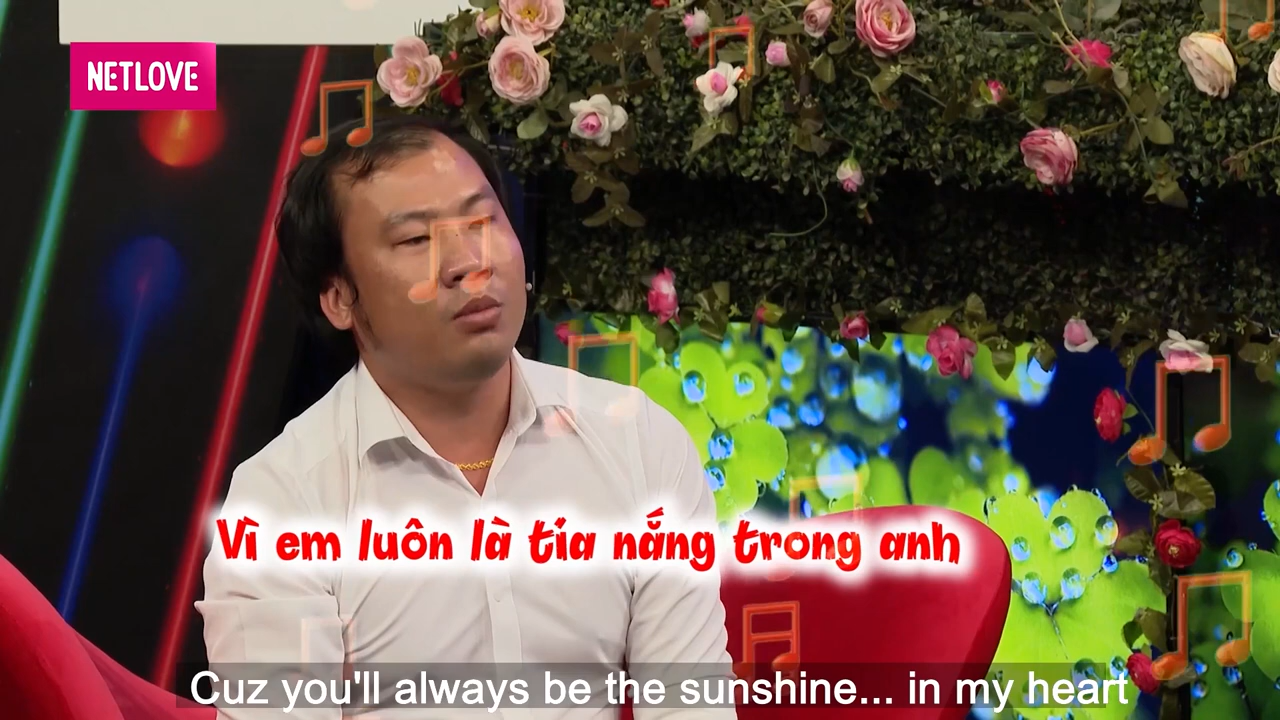 NETLOVE
Vì em luôn là tia nắng trong anh
Cuz you'll always be the sunshine... in my heart